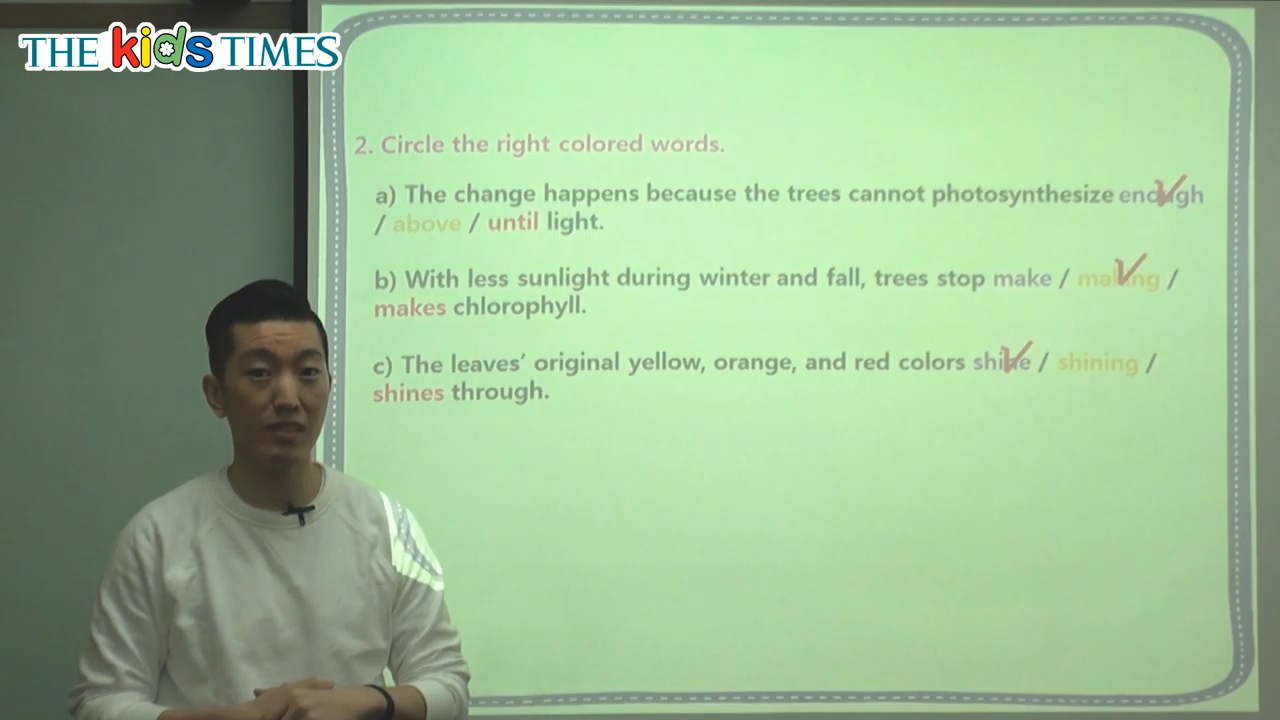 THE kids TIMES
2. Circle the right colored words.
a) The change happens because the trees cannot photosynthesize enough
/ above / until light.
b) With less sunlight during winter and fall, trees stop make / making /
makes chlorophyll.
c) The leaves’ original yellow, orange, and red colors shine / shining /
shines through.